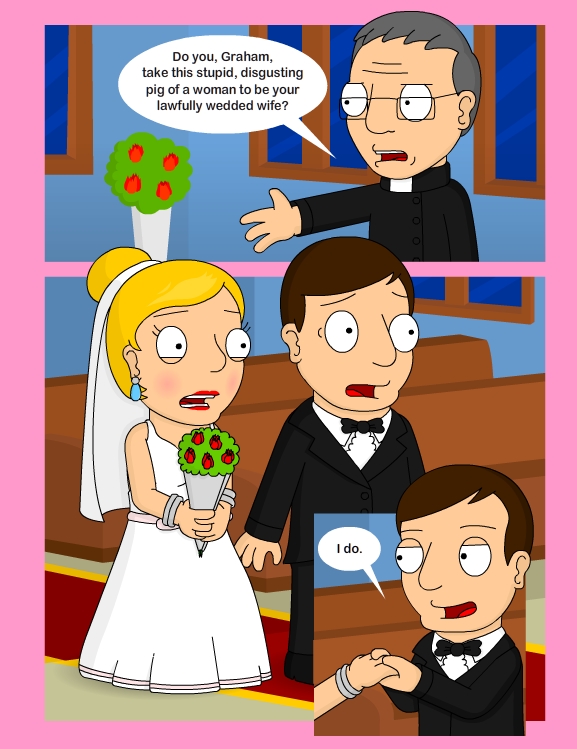 Do you, Graham,
take this stupid, disgusting
pig of a woman to be your
lawfully wedded wife?
I do.